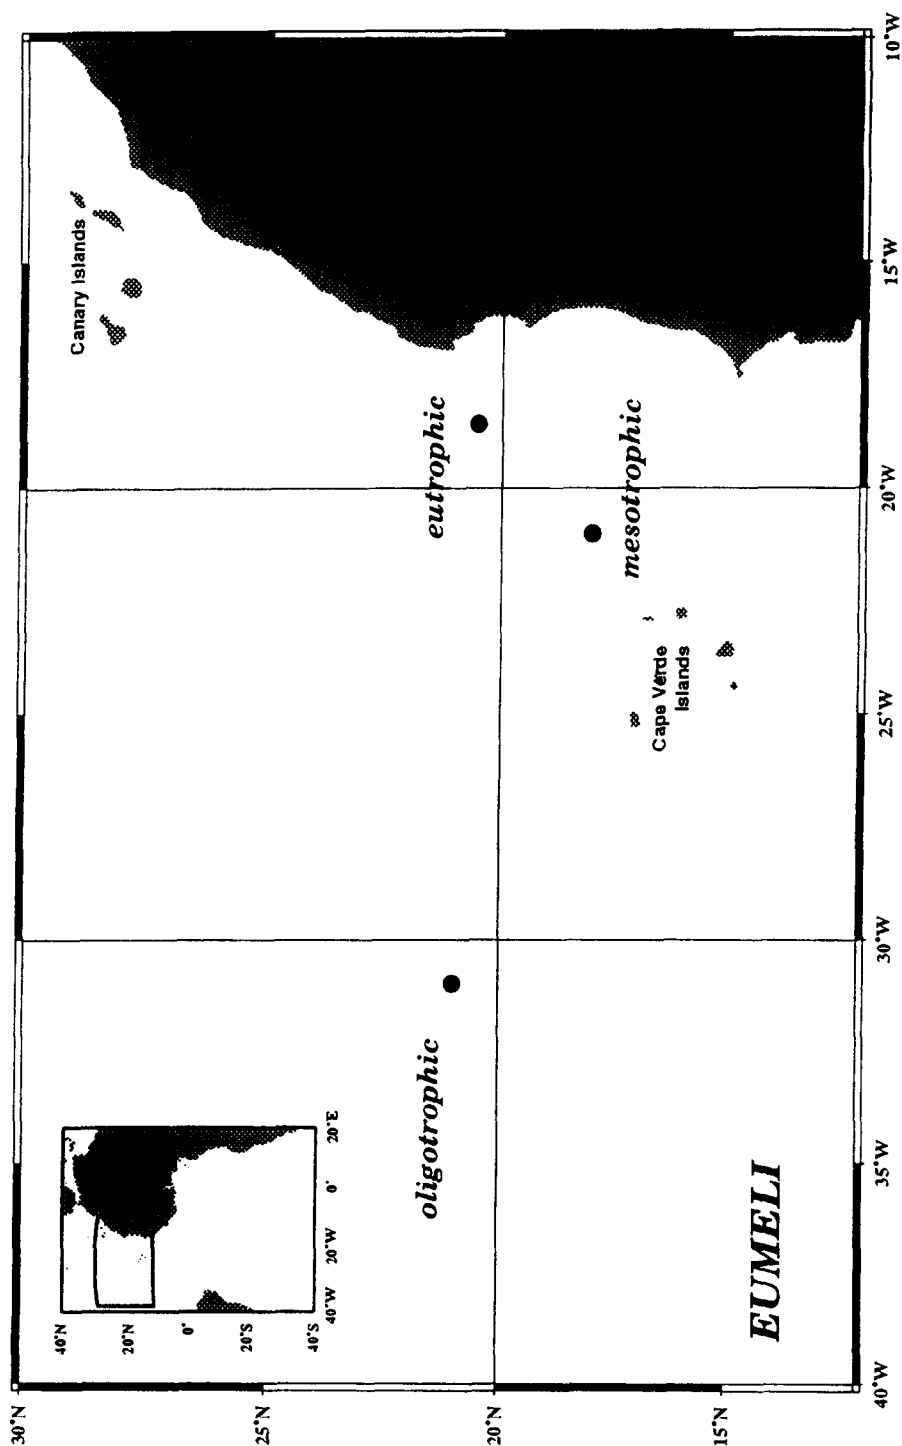 Canary Islands
eutrophic
mesotrophic
Cape Verde
Islands
oligotrophic
EUMELI
30°N
25°N
20°N
15°N
40°W
35°W
30°W
25°W
20°W
15°W
10°W
40°N
20°N
0°
20°S
40°S
40°W
20°W
0°
20°E